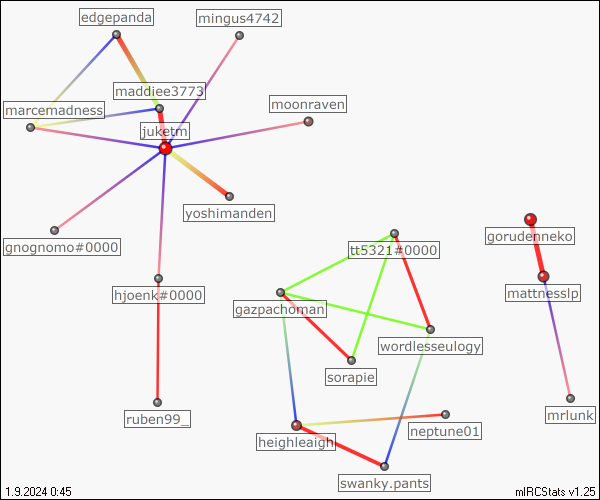 edgepanda
mingus4742
maddiee3773
moonraven
marcemadness
juketm
yoshimanden
gnognomo#0000
gorudenneko
tt5321#0000
hjoenk#0000
mattnesslp
gazpachoman
wordlesseulogy
sorapie
ruben99_
mrlunk
neptune01
heighleaigh
swanky.pants
1.9.2024 0:45
mIRCStats v1.25